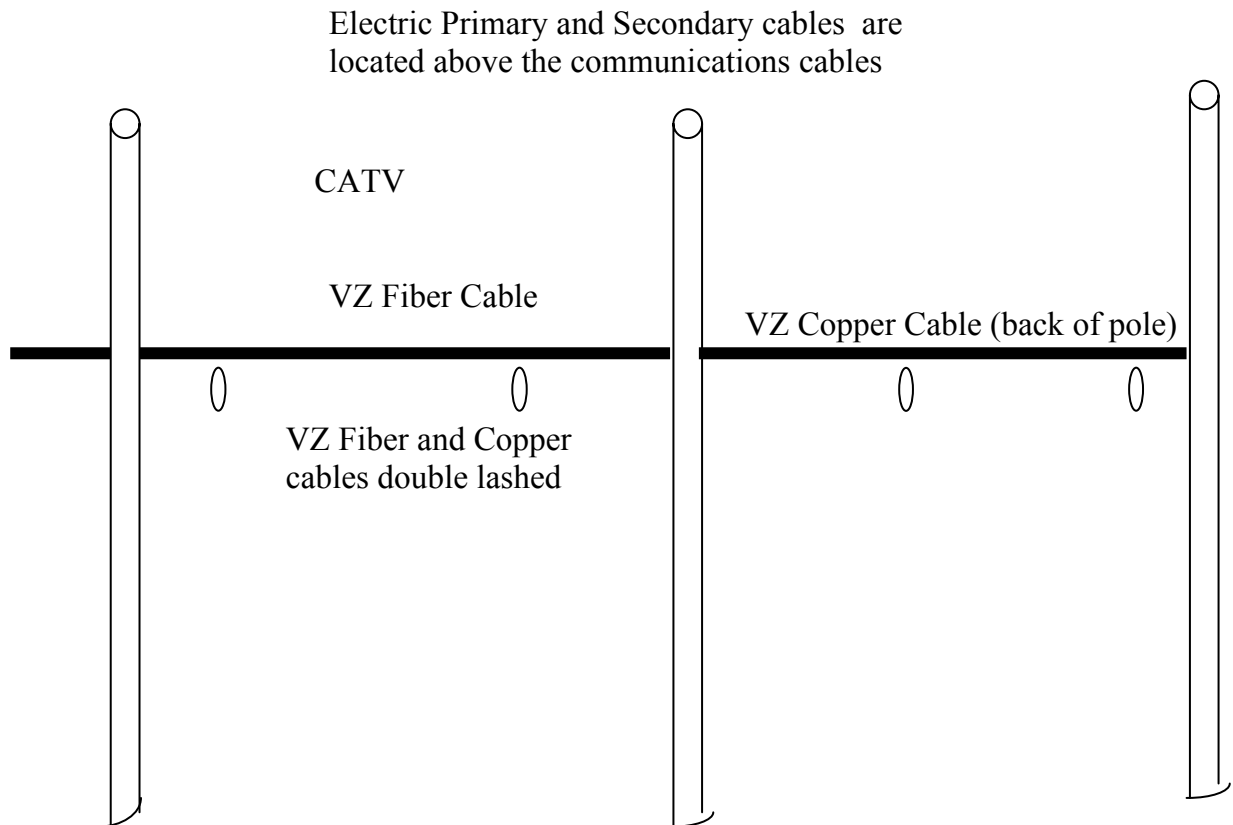 Electric Primary and Secondary cables  are
located above the communications cables
CATV
VZ Fiber Cable
VZ Copper Cable (back of pole)
VZ Fiber and Copper
cables double lashed